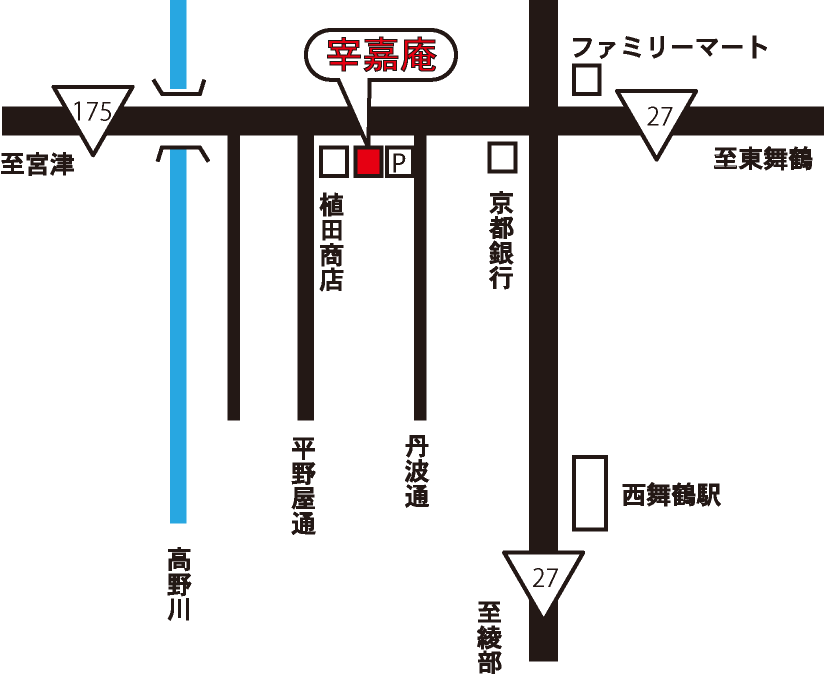 宰嘉庵
ファミリーマート
175
27
至宮津
至東舞鶴
P
植田商店
京都銀行
平野屋通
丹波通
西舞鶴駅
高野川
27
至綾部